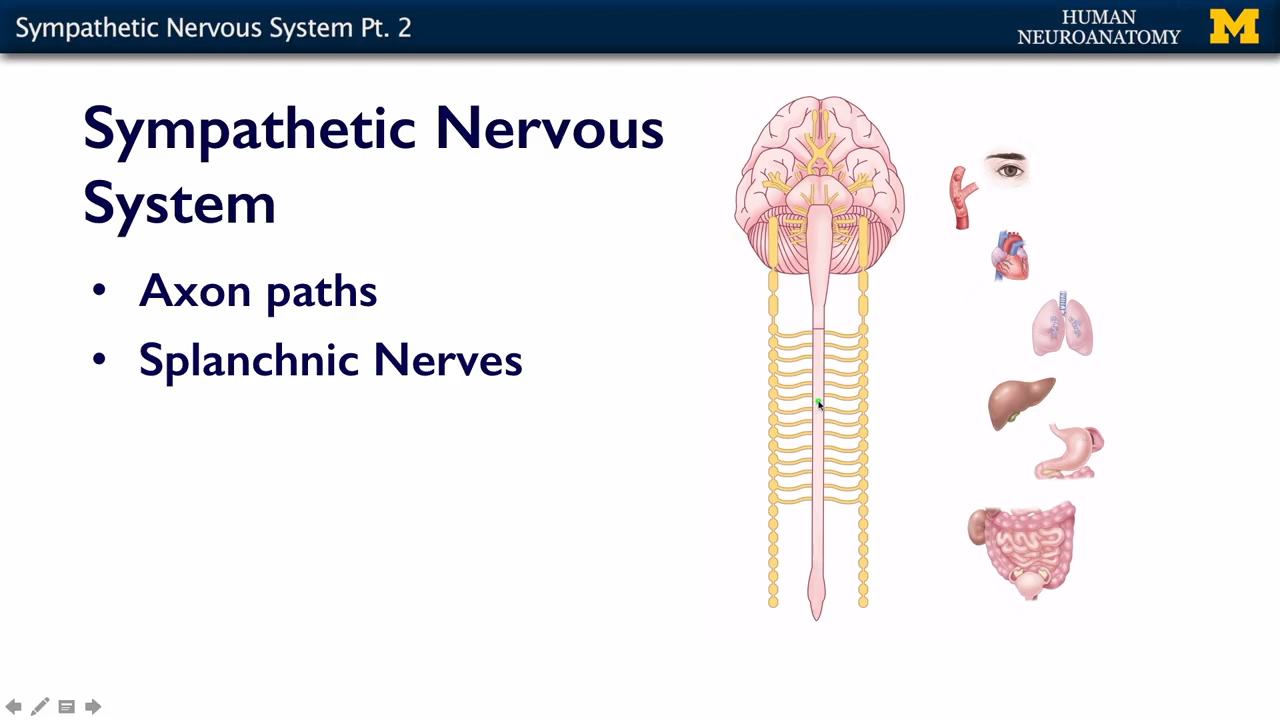 Sympathetic Nervous System Pt. 2
HUMAN
NEUROANATOMY
M
Sympathetic Nervous
System
• Axon paths
• Splanchnic Nerves